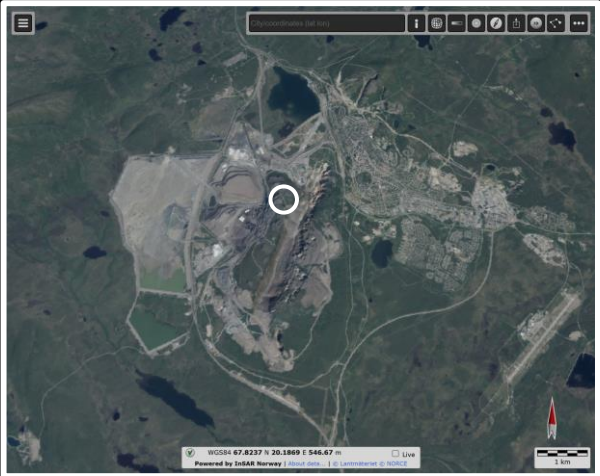 City/coordinates (lat lon)
WGS84 67.8237 N 20.1869 E 546.67 m
Live
Powered by InSAR Norway | About data... | © Lantmäteriet © NORCE
1 km